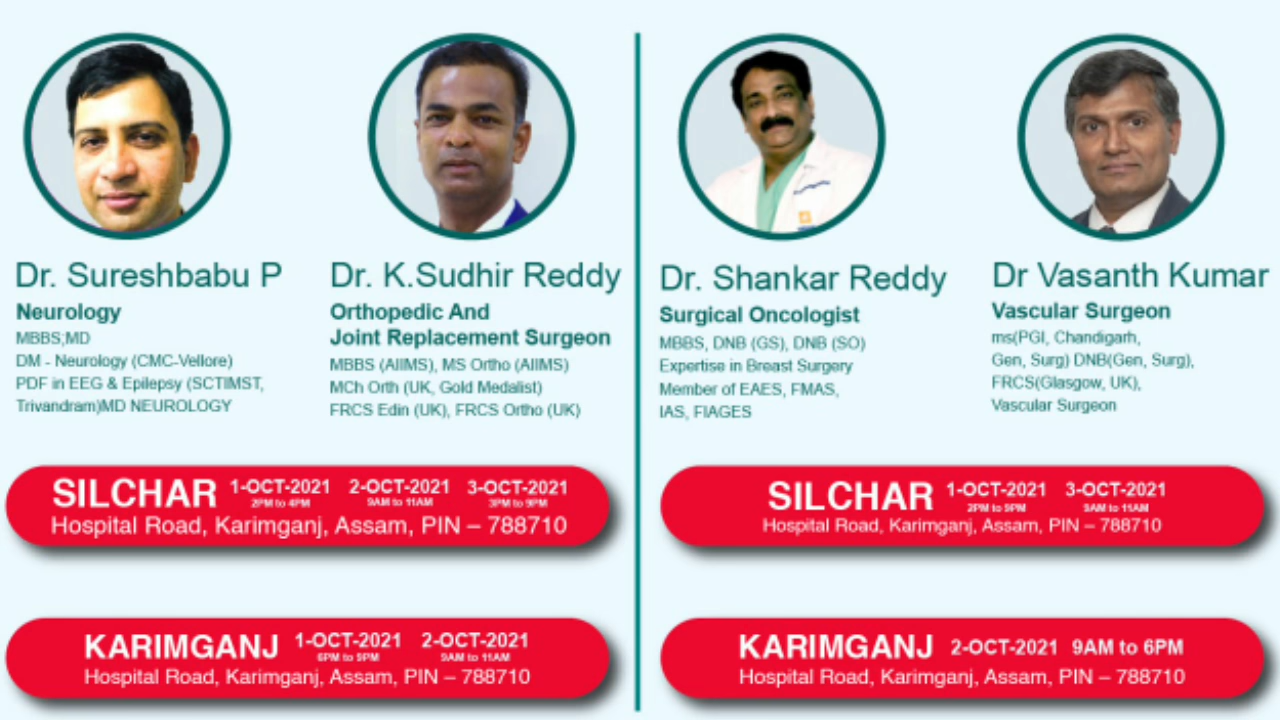 Dr. Sureshbabu P
Neurology
MBBS;MD
DM - Neurology (CMC-Vellore)
PDF in EEG & Epilepsy (SCTIMST,
Trivandram)MD NEUROLOGY
Dr. K.Sudhir Reddy
Orthopedic And
Joint Replacement Surgeon
MBBS (AIIMS), MS Ortho (AIIMS)
MCh Orth (UK, Gold Medalist)
FRCS Edin (UK), FRCS Ortho (UK)
SILCHAR 1-OCT-2021 2-OCT-2021 3-OCT-2021
2PM to 4PM 9AM to 11AM 3PM to 9PM
Hospital Road, Karimganj, Assam, PIN – 788710
KARIMGANJ 1-OCT-2021 2-OCT-2021
6PM to 9PM 9AM to 11AM
Hospital Road, Karimganj, Assam, PIN – 788710
Dr. Shankar Reddy
Surgical Oncologist
MBBS, DNB (GS), DNB (SO)
Expertise in Breast Surgery
Member of EAES, FMAS,
IAS, FIAGES
Dr Vasanth Kumar
Vascular Surgeon
ms(PGI, Chandigarh,
Gen, Surg) DNB(Gen, Surg),
FRCS(Glasgow, UK),
Vascular Surgeon
SILCHAR 1-OCT-2021 3-OCT-2021
to 9PM 9AM to 11AM
Hospital Road, Karimganj, Assam, PIN – 788710
KARIMGANJ 2-OCT-2021 9AM to 6PM
Hospital Road, Karimganj, Assam, PIN – 788710